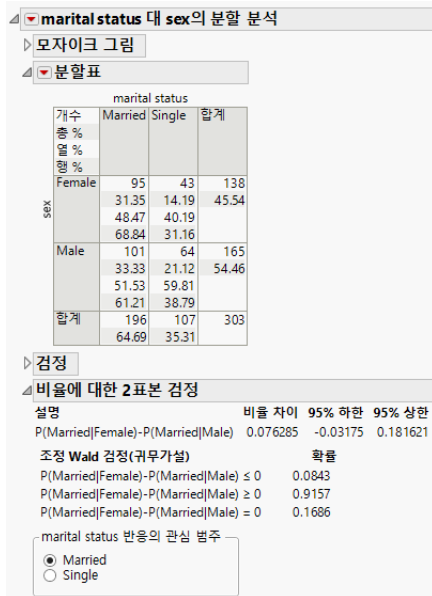 marital status 대 sex의 분할 분석
모자이크 그림
분할표
marital status
개수 Married Single 합계
총 %
열 %
행 %
sex
Female 95 43 138
31.35 14.19 45.54
48.47 40.19
68.84 31.16
Male 101 64 165
33.33 21.12 54.46
51.53 59.81
61.21 38.79
합계 196 107 303
64.69 35.31
검정
비율에 대한 2표본 검정
설명 비율 차이 95% 하한 95% 상한
P(Married|Female)-P(Married|Male) 0.076285 -0.03175 0.181621
조정 Wald 검정(귀무가설) 확률
P(Married|Female)-P(Married|Male) ≤ 0 0.0843
P(Married|Female)-P(Married|Male) ≥ 0 0.9157
P(Married|Female)-P(Married|Male) = 0 0.1686
marital status 반응의 관심 범주
Married
Single